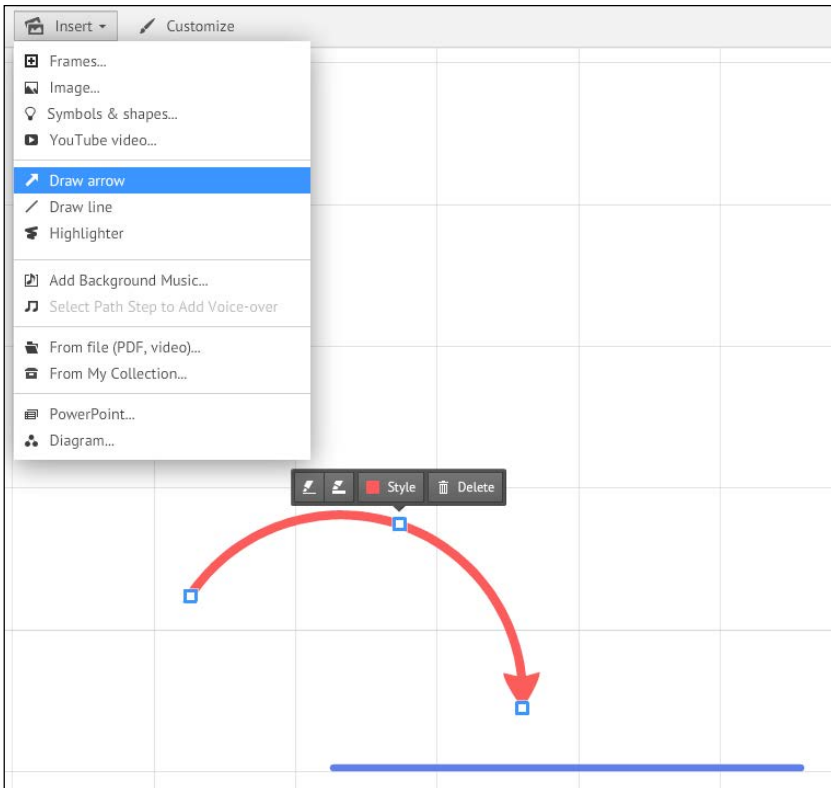 Insert Customize
Frames...
Image...
Symbols & shapes...
YouTube video...
Draw arrow
Draw line
Highlighter
Add Background Music...
Select Path Step to Add Voice-over
From file (PDF, video)...
From My Collection...
PowerPoint...
Diagram...
Style Delete